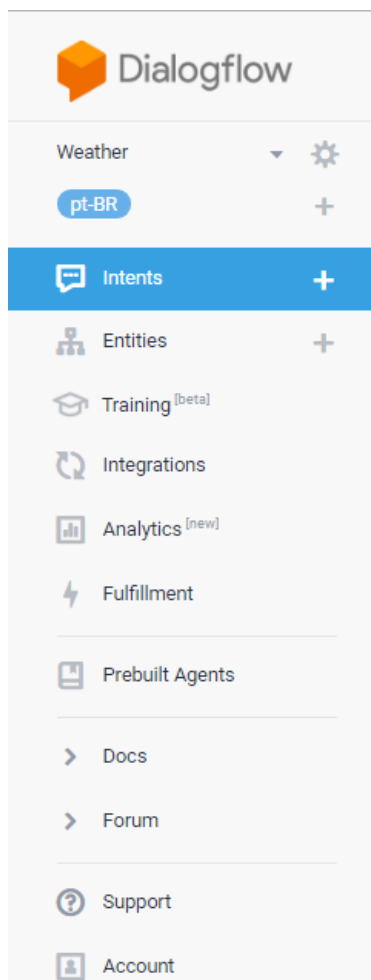 Dialogflow
Weather
pt-BR
Intents
Entities
Training [beta]
Integrations
Analytics [new]
Fulfillment
Prebuilt Agents
Docs
Forum
Support
Account